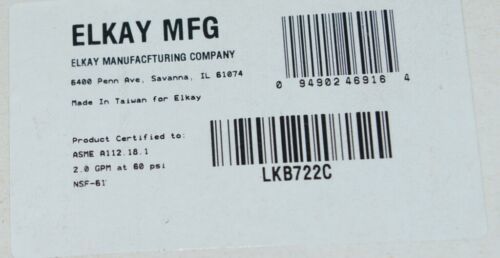 ELKAY MFG
ELKAY MANUFACFTURING COMPANY
6400 Penn Ave, Savanna, IL 61074
Made In Taiwan for Elkay
0 94902 46916 4
Product Certified to:
ASME A112.18.1
2.0 GPM at 60 psi
NSF-61
LKB722C